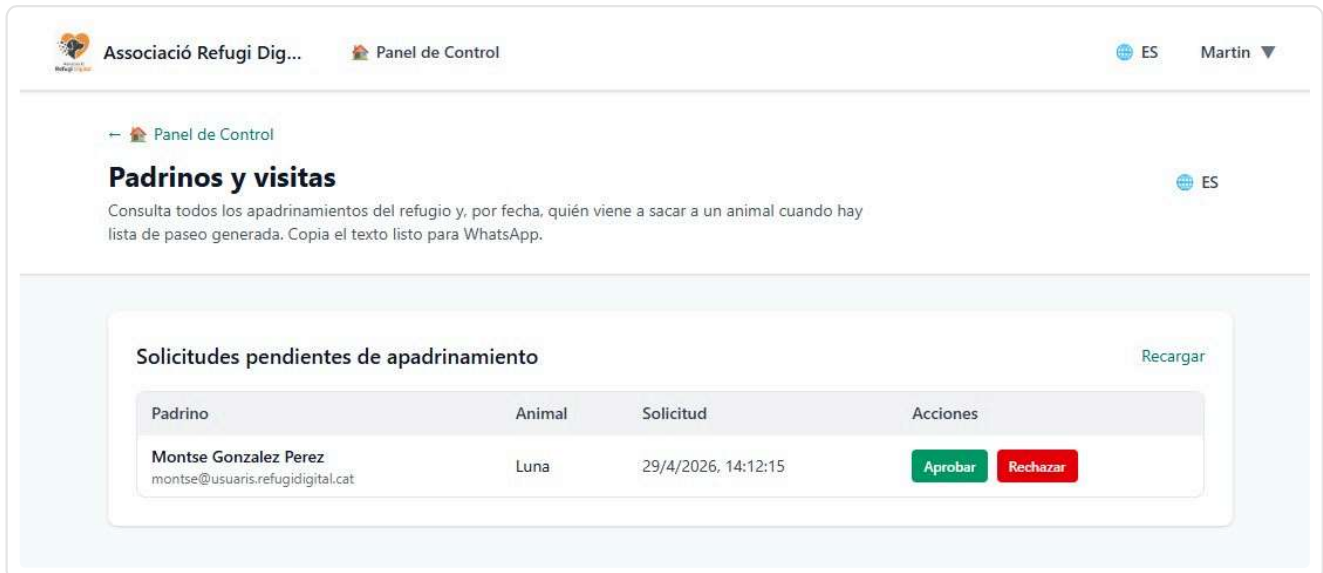 Refugi Digital
Associació Refugi Dig...
Panel de Control
ES
Martin ▼
← Panel de Control
Padrinos y visitas
ES
Consulta todos los apadrinamientos del refugio y, por fecha, quién viene a sacar a un animal cuando hay
lista de paseo generada. Copia el texto listo para WhatsApp.
Solicitudes pendientes de apadrinamiento
Recargar
Padrino Animal Solicitud Acciones
Montse Gonzalez Perez
montse@usuaris.refugidigital.cat
Luna
29/4/2026, 14:12:15
Aprobar
Rechazar